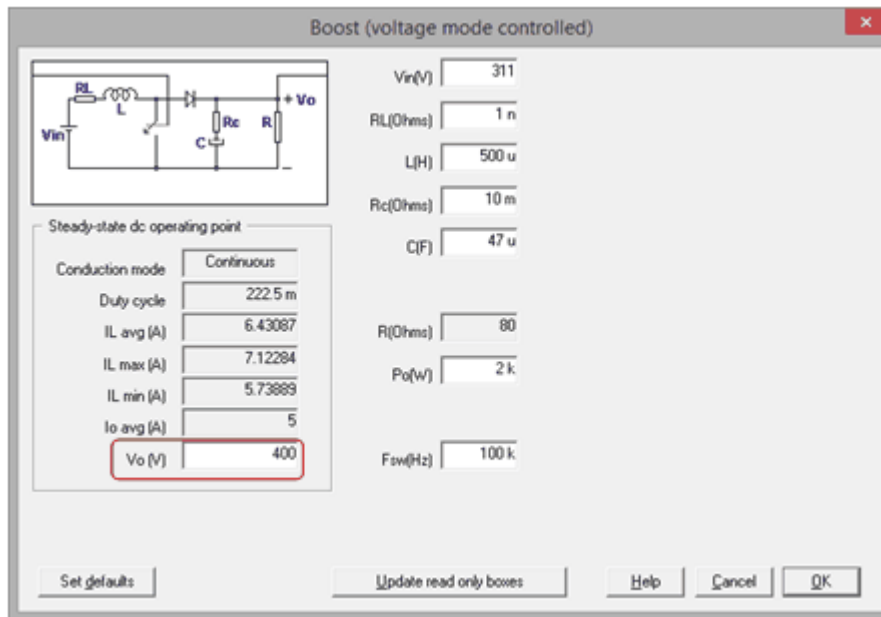 Boost (voltage mode controlled)
x
RL
L
Vin
Rc
C
R
+ Vo
−
Steady-state dc operating point
Conduction mode Continuous
Duty cycle 222.5 m
IL avg (A) 6.43087
IL max (A) 7.12284
IL min (A) 5.73889
Io avg (A) 5
Vo (V) 400
Vin(V) 311
RL(Ohms) 1 n
L(H) 500 u
Rc(Ohms) 10 m
C(F) 47 u
R(Ohms) 80
Po(W) 2 k
Fsw(Hz) 100 k
Set defaults
Update read only boxes
Help
Cancel
OK